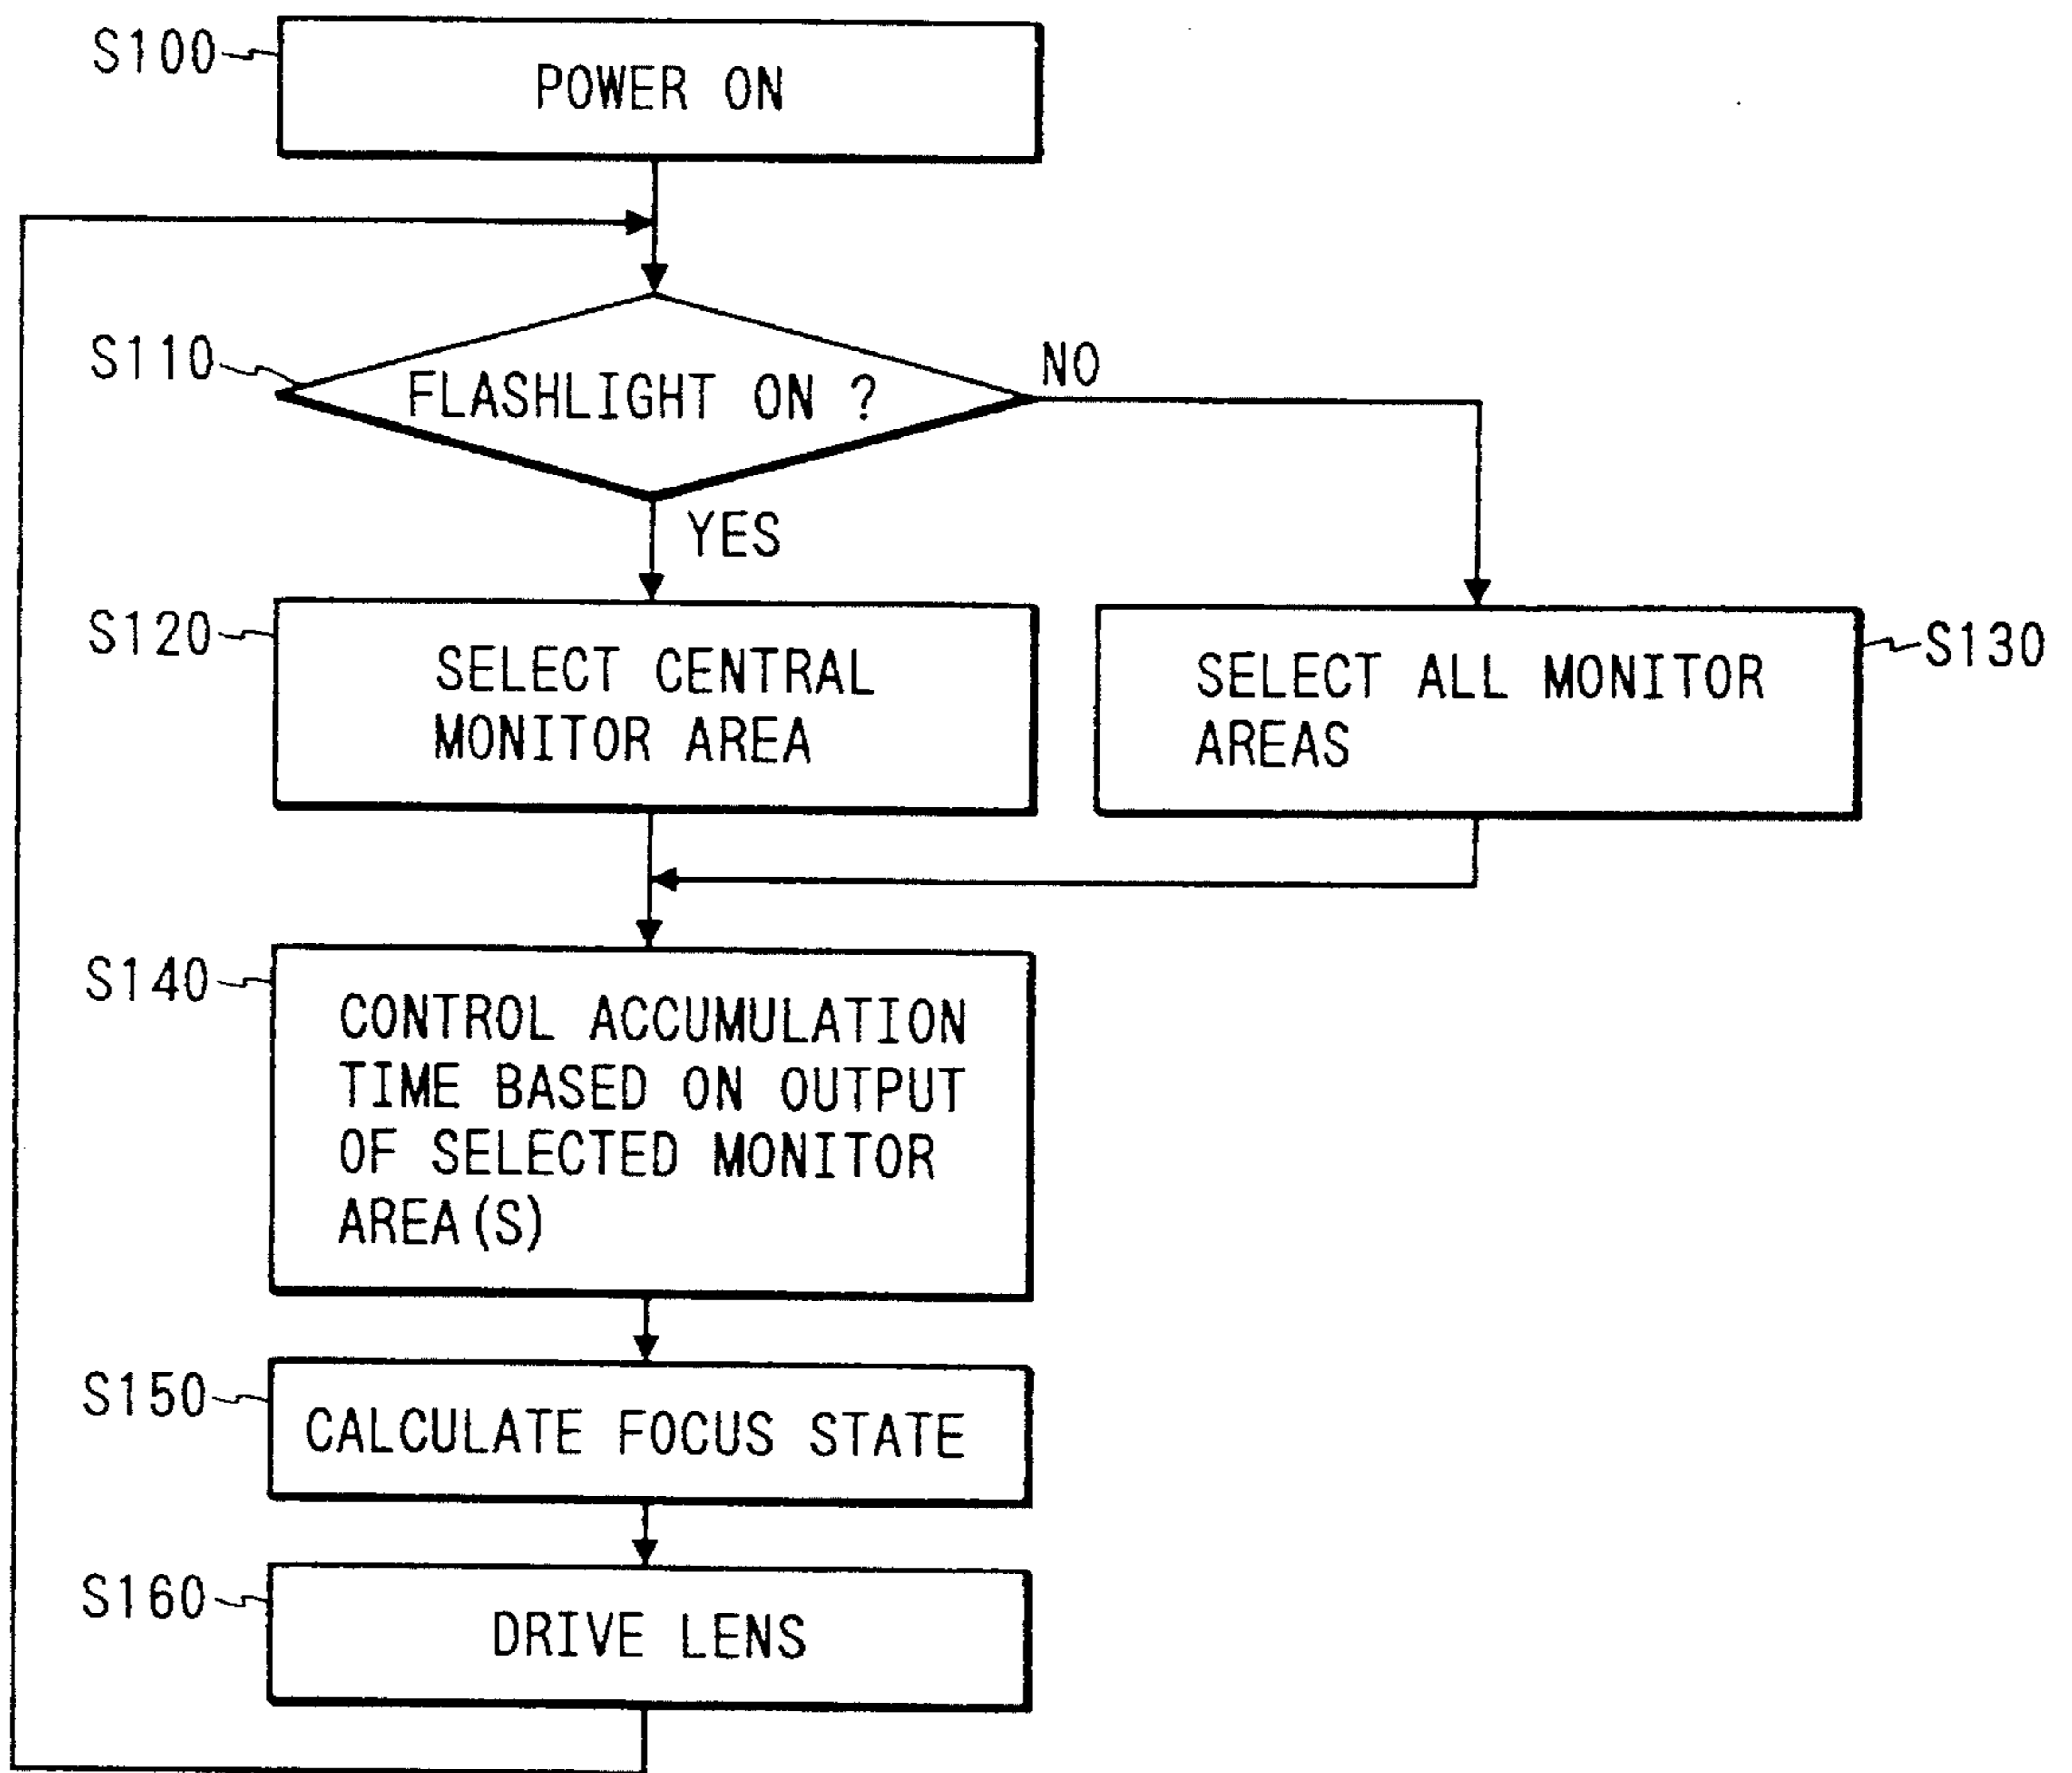 S100
POWER ON
S110
FLASHLIGHT ON ?
NO
YES
S120
SELECT CENTRAL
MONITOR AREA
SELECT ALL MONITOR
AREAS
S130
S140
CONTROL ACCUMULATION
TIME BASED ON OUTPUT
OF SELECTED MONITOR
AREA(S)
S150
CALCULATE FOCUS STATE
S160
DRIVE LENS